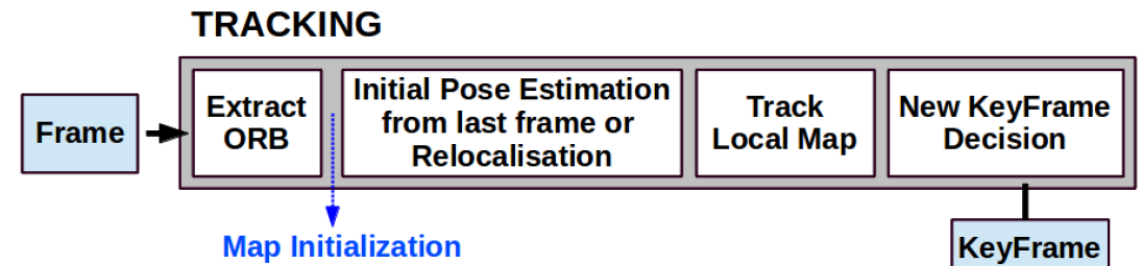 TRACKING
Frame
Extract
ORB
Initial Pose Estimation
from last frame or
Relocalisation
Track
Local Map
New KeyFrame
Decision
Map Initialization
KeyFrame